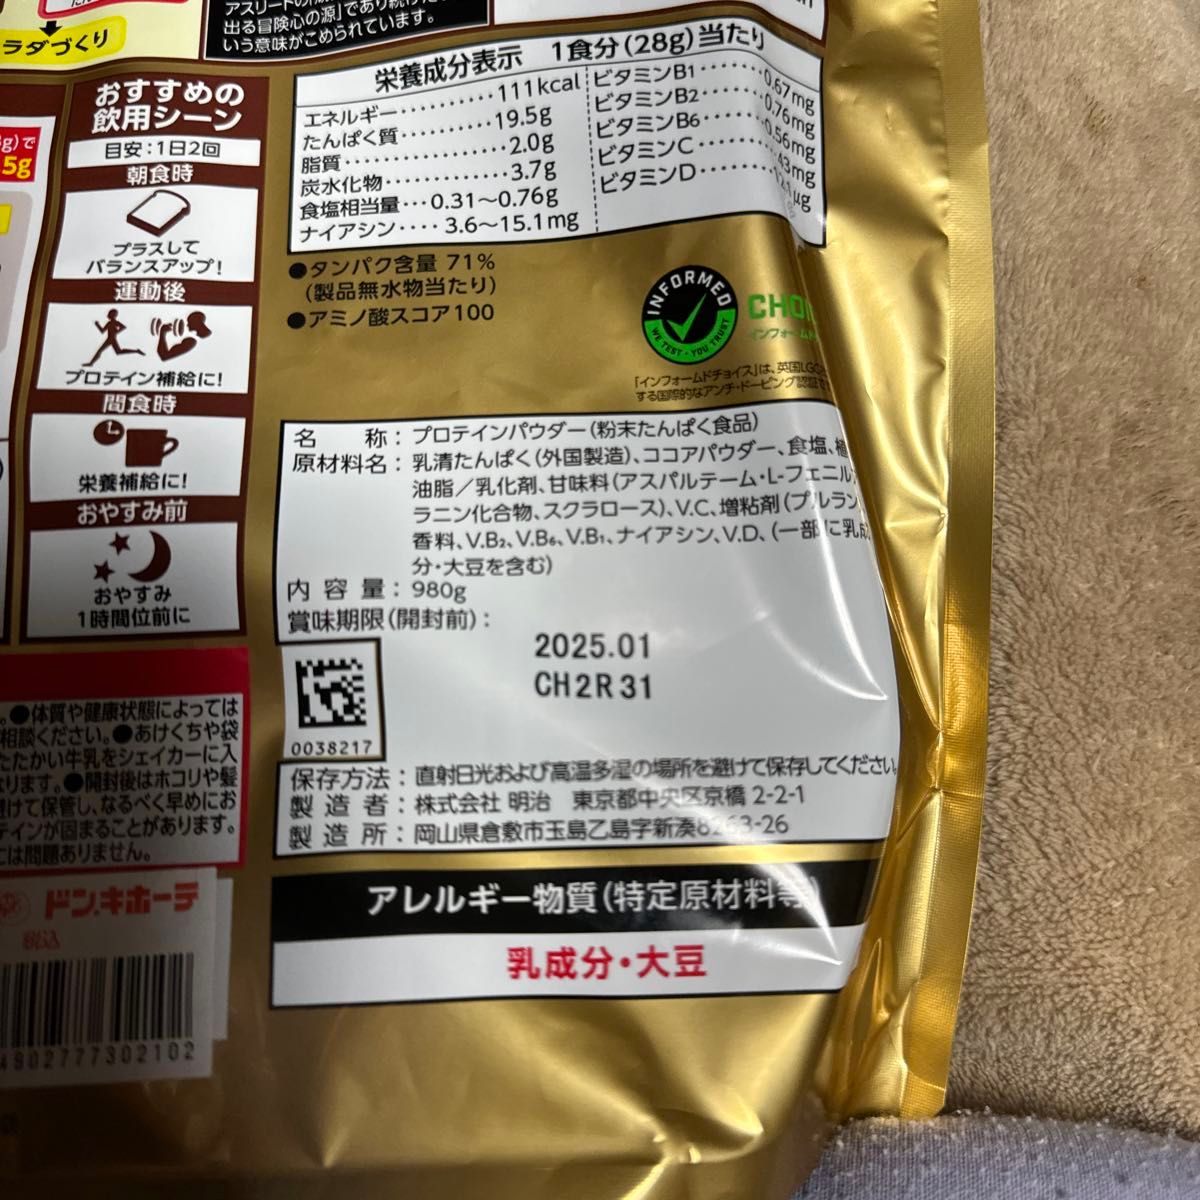 出る冒険心の源」であり続けた
いう意味がこめられています。
ラダづくり
g)で
5g
おすすめの
飲用シーン
目安:1日2回
朝食時
プラスして
バランスアップ!
運動後
プロテイン補給に!
間食時
栄養補給に!
おやすみ前
おやすみ
1時間位前に
栄養成分表示 1食分(28g)当たり
エネルギー・・・・・・・・・・・111kcal
たんぱく質・・・・・・・・・・・19.5g
脂質・・・・・・・・・・・・・・・・・2.0g
炭水化物・・・・・・・・・・・・・3.7g
食塩相当量・・・0.31～0.76g
ナイアシン・・・・3.6～15.1mg
ビタミンB1・・・・・・・0.67mg
ビタミンB2・・・・・・・0.76mg
ビタミンB6・・・・・・・0.56mg
ビタミンC・・・・・・・・43mg
ビタミンD・・・・・・・・μg
●タンパク含量 71%
(製品無水物当たり)
●アミノ酸スコア100
INFORMED
WE TEST・YOU TRUST
CHOI
インフォームド
「インフォームドチョイス」は、英国LGC
する国際的なアンチ・ドーピング認証で
名称:プロテインパウダー(粉末たんぱく食品)
原材料名:乳清たんぱく(外国製造)、ココアパウダー、食塩、植
油脂/乳化剤、甘味料(アスパルテーム・L-フェニル
ラニン化合物、スクラロース)、V.C、増粘剤(プルラン
香料、V.B₂、V.B₆、V.B₁、ナイアシン、V.D、(一部に乳成
分・大豆を含む)
内容量:980g
賞味期限(開封前):
2025.01
CH2R31
0038217
保存方法:直射日光および高温多湿の場所を避けて保存してください。
製造者:株式会社 明治 東京都中央区京橋 2-2-1
製造所:岡山県倉敷市玉島乙島字新湊8263-26
アレルギー物質(特定原材料等)
乳成分・大豆
。●体質や健康状態によっては
相談ください。●あけくちや袋
たたかい牛乳をシェイカーに入
ります。●開封後はホコリや髪
避けて保管し、なるべく早めにお
テインが固まることがあります。
には問題ありません。
ドン.キホーテ
税込
4902777302102